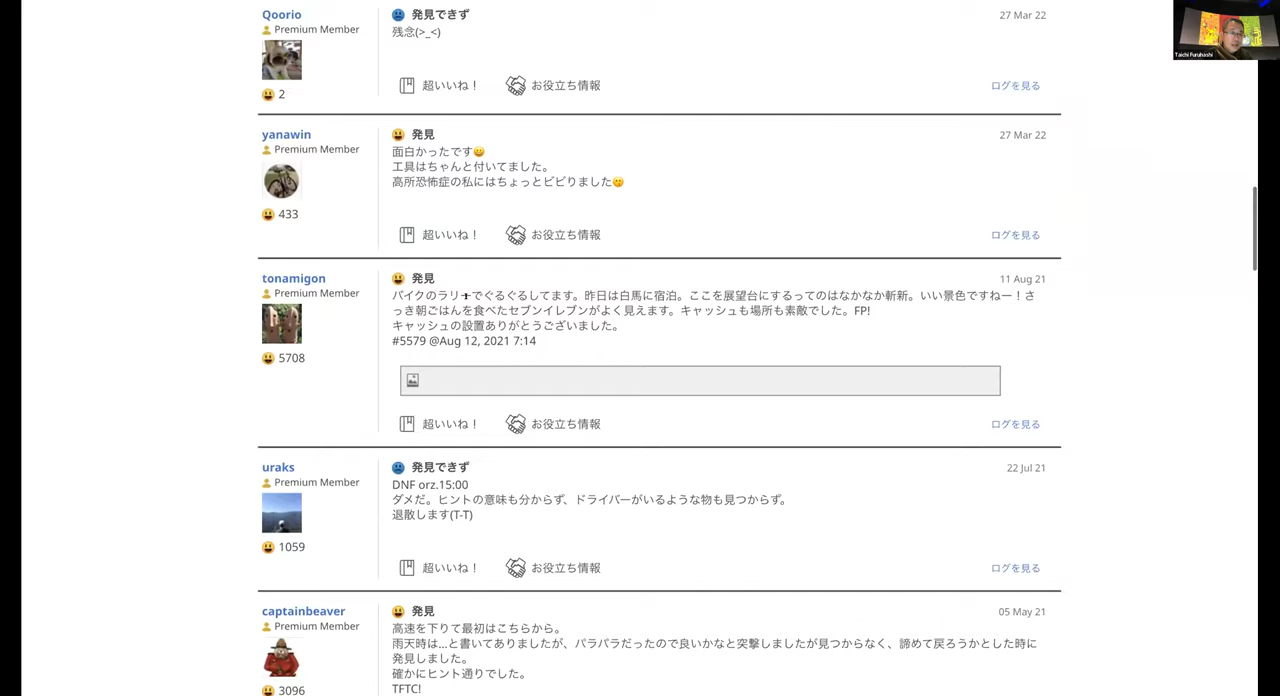 Qoorio
発見できず
27 Mar 22
Premium Member
残念(>_<)
2
超いいね！
お役立ち情報
ログを見る
Taichi Furuhashi
yanawin
発見
27 Mar 22
Premium Member
面白かったです😀
工具はちゃんと付いてました。
高所恐怖症の私にはちょっとビビりました😋
433
超いいね！
お役立ち情報
ログを見る
tonamigon
発見
11 Aug 21
Premium Member
バイクのラリーでぐるぐるしてます。昨日は白馬に宿泊。ここを展望台にするってのはなかなか斬新。いい景色ですねー！さ
っき朝ごはんを食べたセブンイレブンがよく見えます。キャッシュも場所も素敵でした。FP!
キャッシュの設置ありがとうございました。
#5579 @Aug 12, 2021 7:14
5708
超いいね！
お役立ち情報
ログを見る
uraks
発見できず
22 Jul 21
Premium Member
DNF orz.15:00
ダメだ。ヒントの意味も分からず、ドライバーがいるような物も見つからず。
退散します(T-T)
1059
超いいね！
お役立ち情報
ログを見る
captainbeaver
発見
05 May 21
Premium Member
高速を下りて最初はこちらから。
雨天時は...と書いてありましたが、パラパラだったので良いかなと突撃しましたが見つからなく、諦めて戻ろうかとした時に
発見しました。
確かにヒント通りでした。
TFTC!
3096